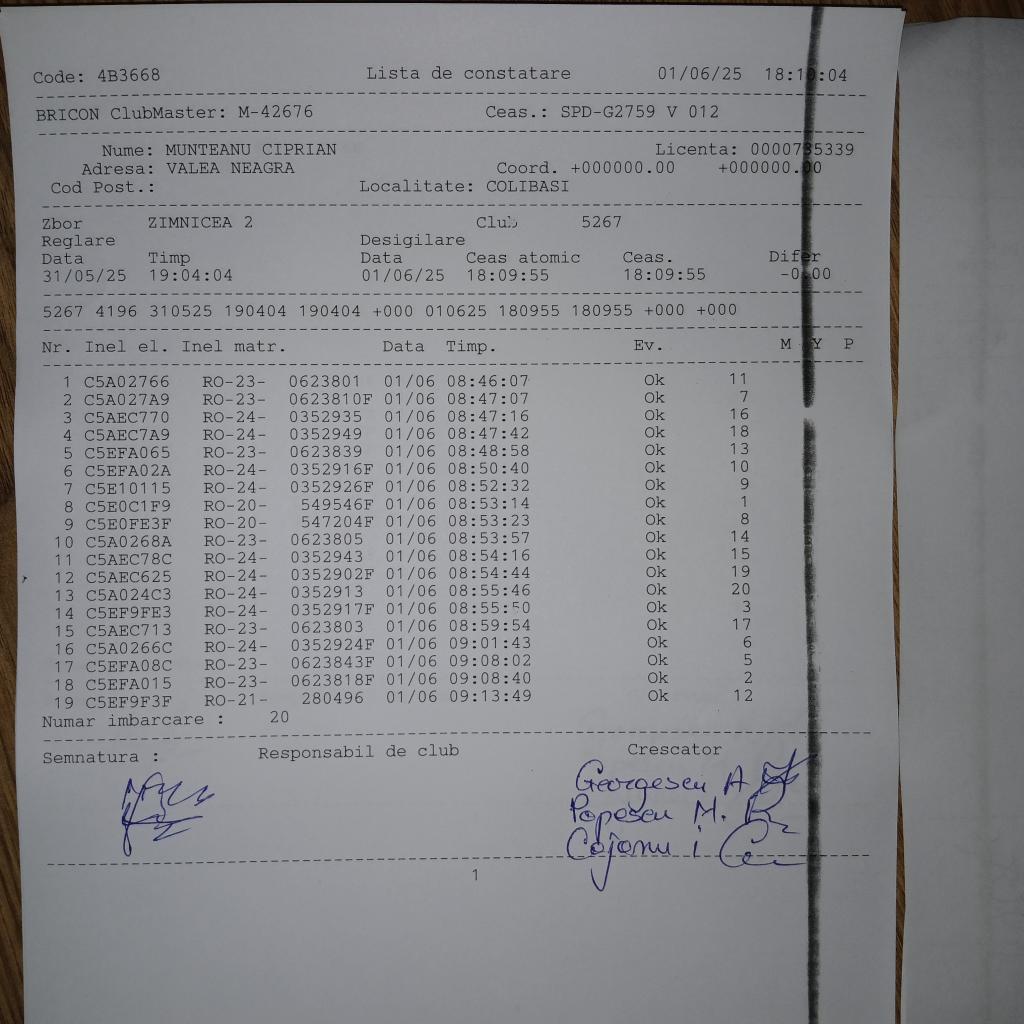 Code: 4B3668 Lista de constatare 01/06/25 18:10:04
BRICON ClubMaster: M-42676 Ceas.: SPD-G2759 V 012
Nume: MUNTEANU CIPRIAN Licenta: 0000735339
Adresa: VALEA NEAGRA Coord. +000000.00 +000000.00
Cod Post.: Localitate: COLIBASI
Zbor ZIMNICEA 2 Club 5267
Reglare Desigilare
Data Timp Data Ceas atomic Ceas. Difer
31/05/25 19:04:04 01/06/25 18:09:55 18:09:55 -0.00
5267 4196 310525 190404 190404 +000 010625 180955 180955 +000 +000
Nr. Inel el. Inel matr. Data Timp. Ev. M Y P
1 C5A02766 RO-23- 0623801 01/06 08:46:07 Ok 11
2 C5A027A9 RO-23- 0623810F 01/06 08:47:07 Ok 7
3 C5AEC770 RO-24- 0352935 01/06 08:47:16 Ok 16
4 C5AEC7A9 RO-24- 0352949 01/06 08:47:42 Ok 18
5 C5EFA065 RO-23- 0623839 01/06 08:48:58 Ok 13
6 C5EFA02A RO-24- 0352916F 01/06 08:50:40 Ok 10
7 C5E10115 RO-24- 0352926F 01/06 08:52:32 Ok 9
8 C5E0C1F9 RO-20- 549546F 01/06 08:53:14 Ok 1
9 C5E0FE3F RO-20- 547204F 01/06 08:53:23 Ok 8
10 C5A0268A RO-23- 0623805 01/06 08:53:57 Ok 14
11 C5AEC78C RO-24- 0352943 01/06 08:54:16 Ok 15
12 C5AEC625 RO-24- 0352902F 01/06 08:54:44 Ok 19
13 C5A024C3 RO-24- 0352913 01/06 08:55:46 Ok 20
14 C5EF9FE3 RO-24- 0352917F 01/06 08:55:50 Ok 3
15 C5AEC713 RO-23- 0623803 01/06 08:59:54 Ok 17
16 C5A0266C RO-24- 0352924F 01/06 09:01:43 Ok 6
17 C5EFA08C RO-23- 0623843F 01/06 09:08:02 Ok 5
18 C5EFA015 RO-23- 0623818F 01/06 09:08:40 Ok 2
19 C5EF9F3F RO-21- 280496 01/06 09:13:49 Ok 12
Numar imbarcare : 20
Semnatura : Responsabil de club Crescator
Georgescu A
Popescu M.
Cojanu i
1